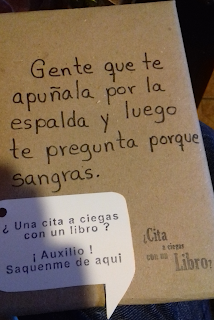 Gente que te
apuñala por la
espalda y luego
te pregunta porque
sangras.
¿ Una cita a ciegas
con un libro ?
¡ Auxilio !
Saquenme de aqui
¿Cita
a ciegas
con un Libro?